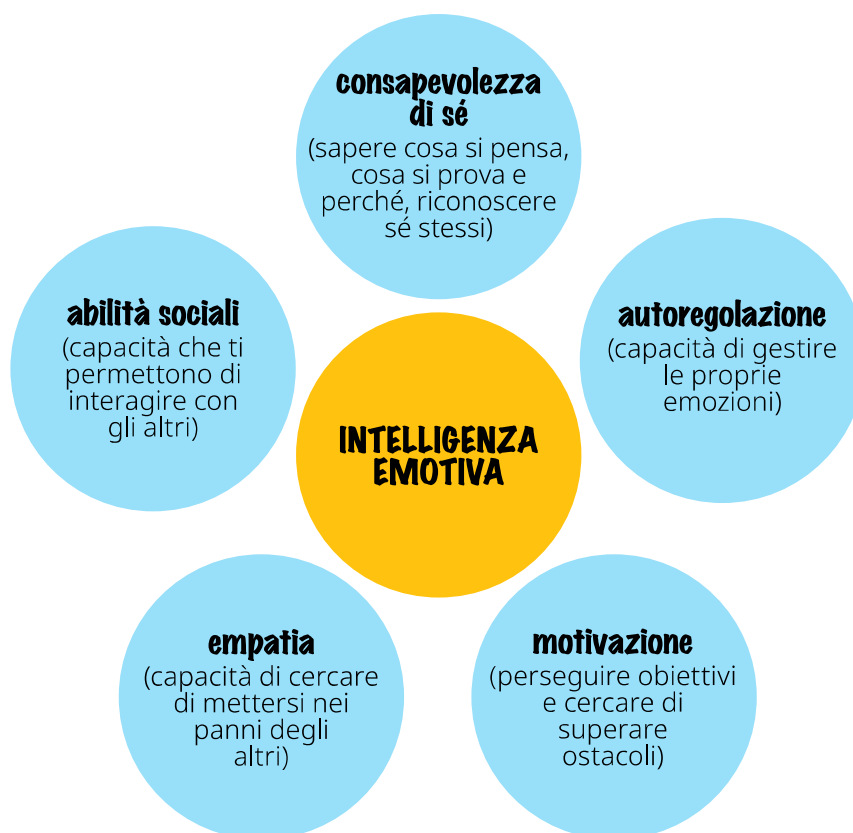 consapevolezza
di sé
(sapere cosa si pensa,
cosa si prova e
perché, riconoscere
sé stessi)
abilità sociali
(capacità che ti
permettono di
interagire con
gli altri)
autoregolazione
(capacità di gestire
le proprie
emozioni)
INTELLIGENZA
EMOTIVA
empatia
(capacità di cercare
di mettersi nei
panni degli
altri)
motivazione
(perseguire obiettivi
e cercare di
superare
ostacoli)